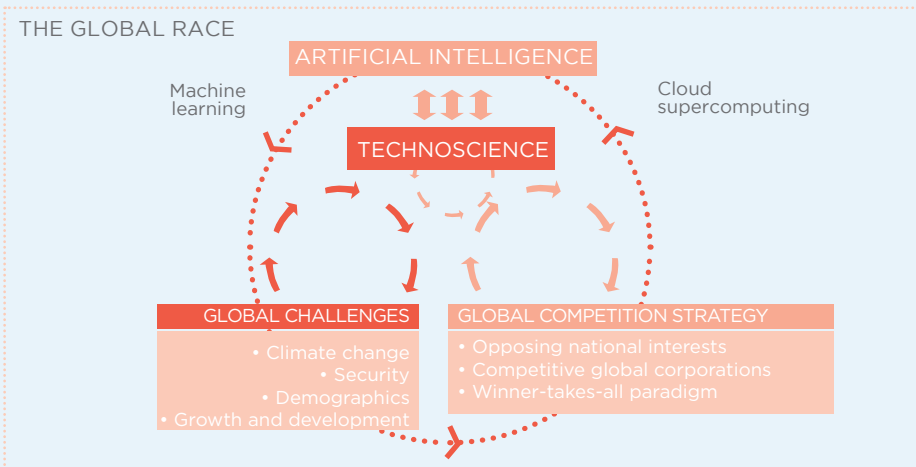 THE GLOBAL RACE
ARTIFICIAL INTELLIGENCE
Machine
learning
Cloud
supercomputing
TECHNOSCIENCE
GLOBAL CHALLENGES
• Climate change
• Security
• Demographics
• Growth and development
GLOBAL COMPETITION STRATEGY
• Opposing national interests
• Competitive global corporations
• Winner-takes-all paradigm